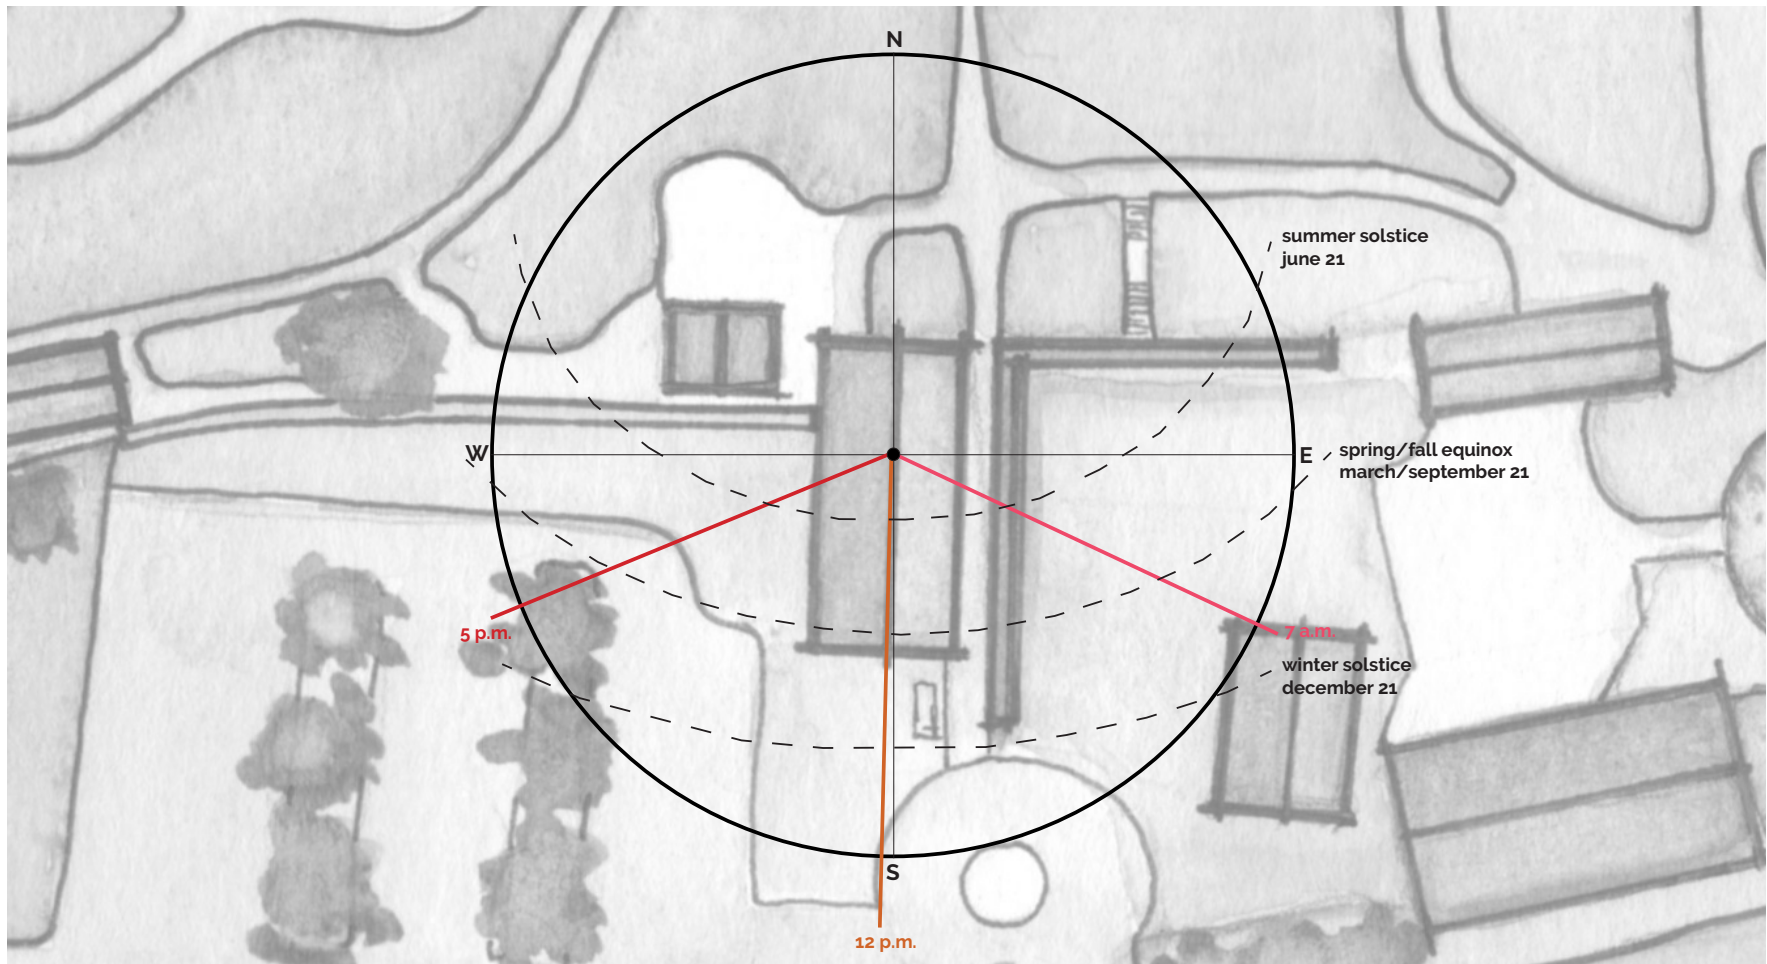 N
summer solstice
june 21
W
E
spring/fall equinox
march/september 21
5 p.m.
7 a.m.
winter solstice
december 21
S
12 p.m.